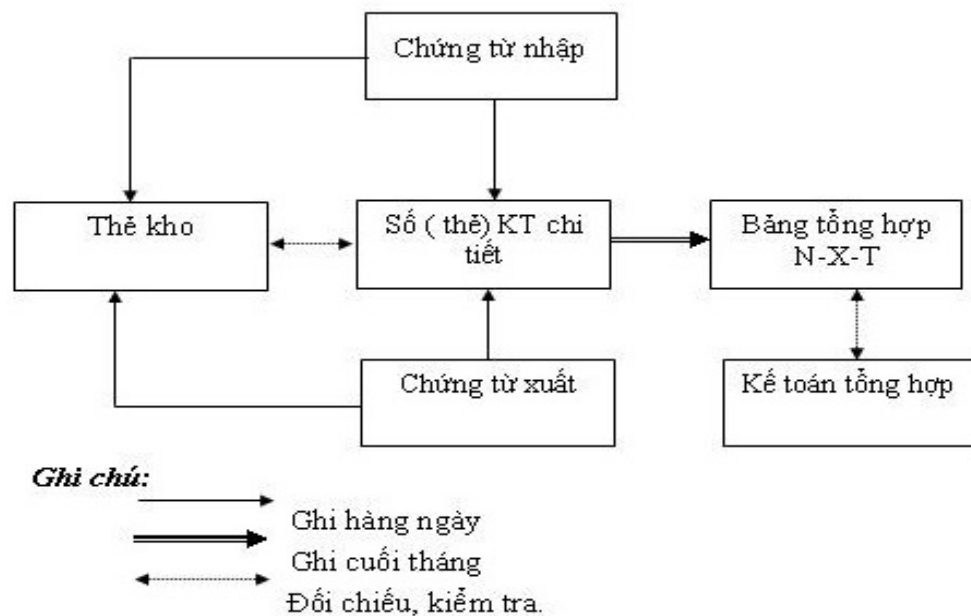 Chứng từ nhập
Thẻ kho
Số ( thẻ) KT chi
tiết
Bảng tổng hợp
N-X-T
Chứng từ xuất
Kế toán tổng hợp
Ghi chú:
Ghi hàng ngày
Ghi cuối tháng
Đối chiếu, kiểm tra.